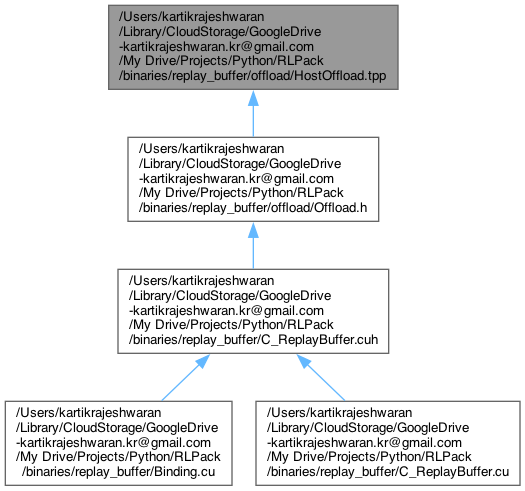 /Users/kartikrajeshwaran
/Library/CloudStorage/GoogleDrive
-kartikrajeshwaran.kr@gmail.com
/My Drive/Projects/Python/RLPack
/binaries/replay_buffer/offload/HostOffload.tpp
/Users/kartikrajeshwaran
/Library/CloudStorage/GoogleDrive
-kartikrajeshwaran.kr@gmail.com
/My Drive/Projects/Python/RLPack
/binaries/replay_buffer/offload/Offload.h
/Users/kartikrajeshwaran
/Library/CloudStorage/GoogleDrive
-kartikrajeshwaran.kr@gmail.com
/My Drive/Projects/Python/RLPack
/binaries/replay_buffer/C_ReplayBuffer.cuh
/Users/kartikrajeshwaran
/Library/CloudStorage/GoogleDrive
-kartikrajeshwaran.kr@gmail.com
/My Drive/Projects/Python/RLPack
/binaries/replay_buffer/Binding.cu
/Users/kartikrajeshwaran
/Library/CloudStorage/GoogleDrive
-kartikrajeshwaran.kr@gmail.com
/My Drive/Projects/Python/RLPack
/binaries/replay_buffer/C_ReplayBuffer.cu